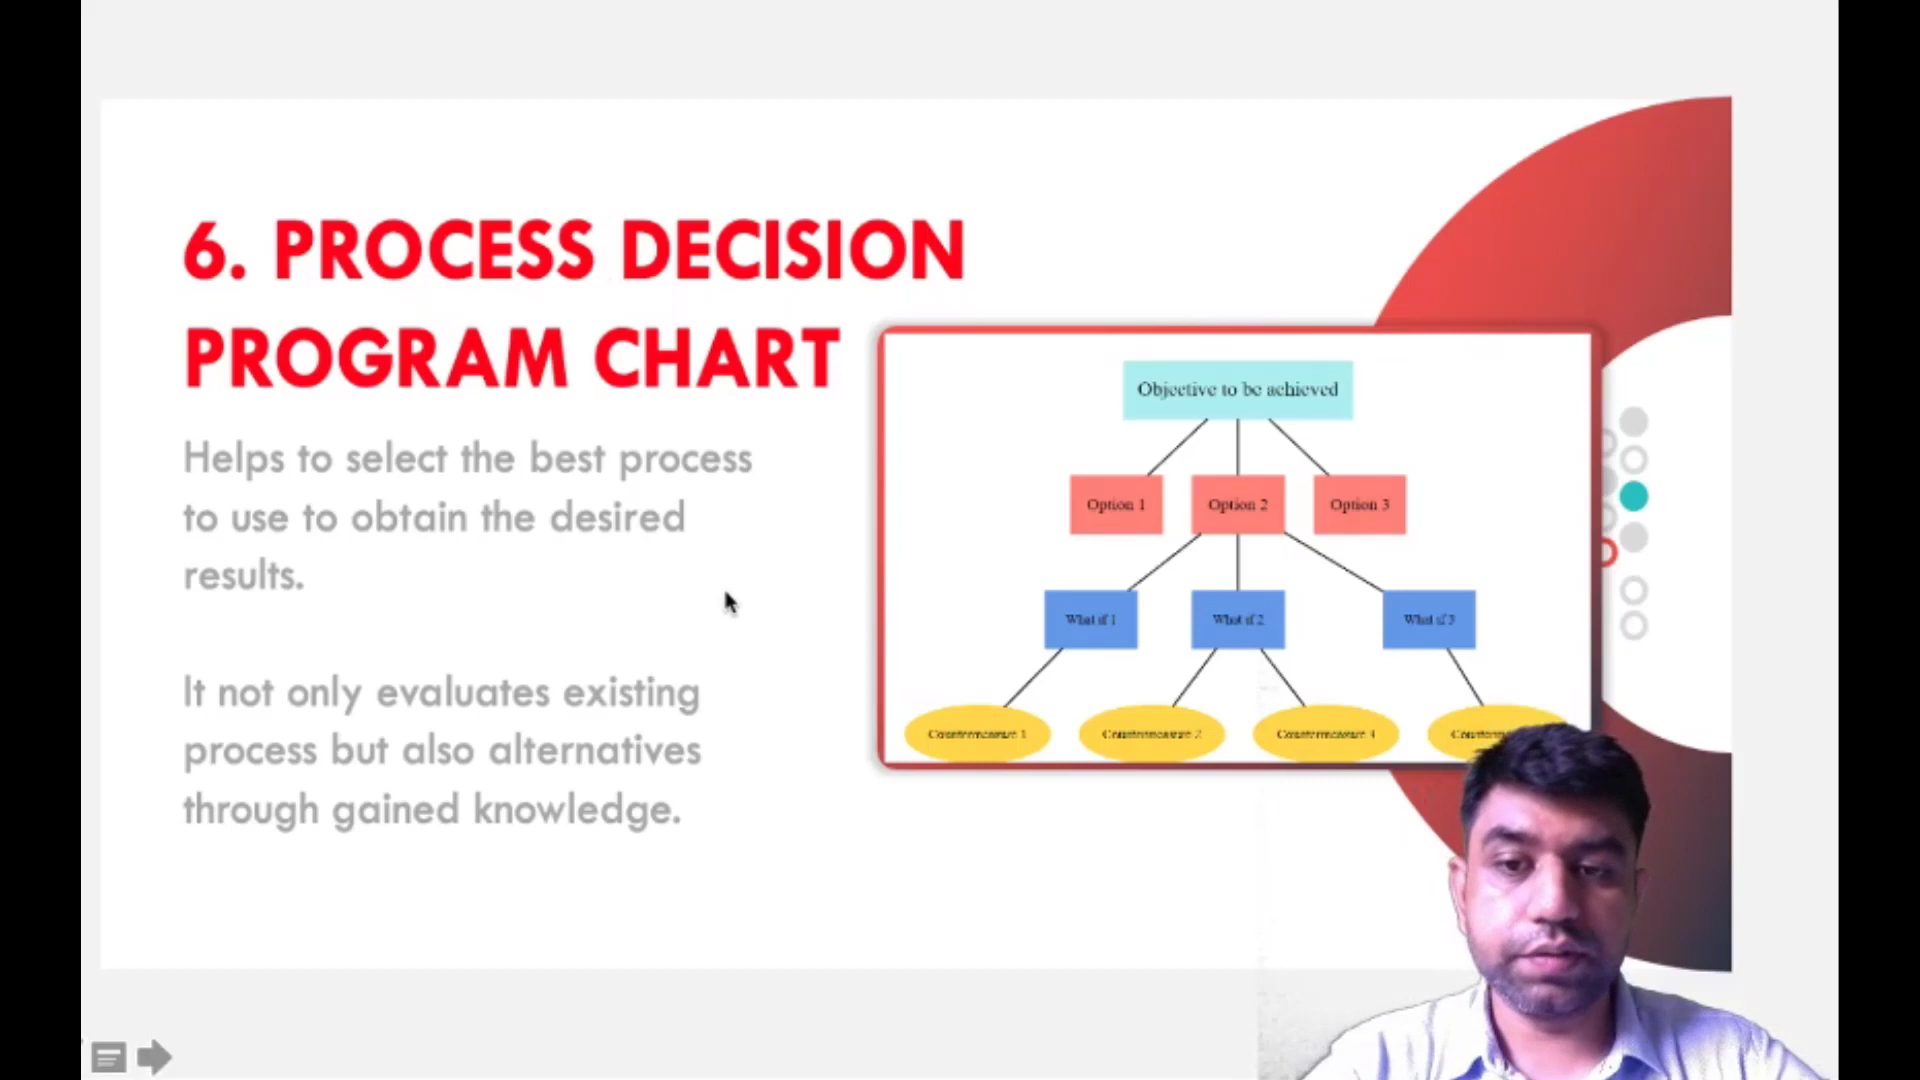 6. PROCESS DECISION
PROGRAM CHART
Helps to select the best process
to use to obtain the desired
results.
It not only evaluates existing
process but also alternatives
through gained knowledge.
Objective to be achieved
Option 1
Option 2
Option 3
What if 1
What if 2
What if 3
Countermeasure 1
Countermeasure 2
Countermeasure 4